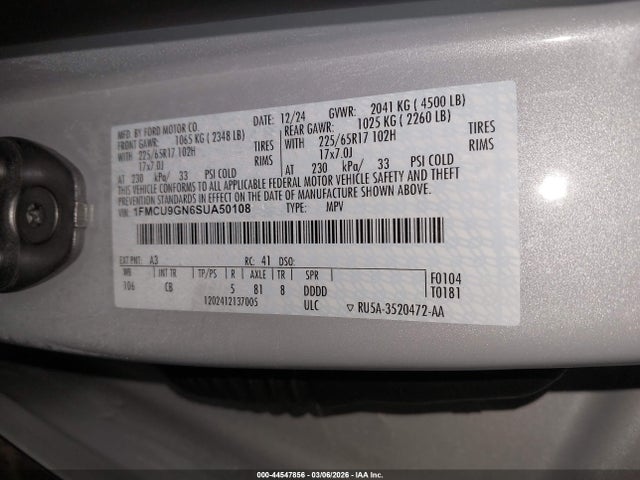 MFD. BY FORD MOTOR CO. DATE: 12/24 GVWR: 2041 KG ( 4500 LB)
FRONT GAWR: 1065 KG ( 2348 LB) REAR GAWR: 1025 KG ( 2260 LB)
WITH 225/65R17 102H TIRES WITH 225/65R17 102H TIRES
17x7.0J RIMS 17x7.0J RIMS
AT 230 kPa/ 33 PSI COLD AT 230 kPa/ 33 PSI COLD
THIS VEHICLE CONFORMS TO ALL APPLICABLE FEDERAL MOTOR VEHICLE SAFETY AND THEFT
PREVENTION STANDARDS IN EFFECT ON THE DATE OF MANUFACTURE SHOWN ABOVE.
VIN: 1FMCU9GN6SUA50108 TYPE: MPV
EXT PNT: A3 RC: 41 DSO:
WB INT TR TP/PS R AXLE TR SPR
106 CB 5 81 8 DDDD
F0104
T0181
1202412137005 ULC ▽ RU5A-3520472-AA
000-44547856 | 03/06/2026 | IAA Inc.